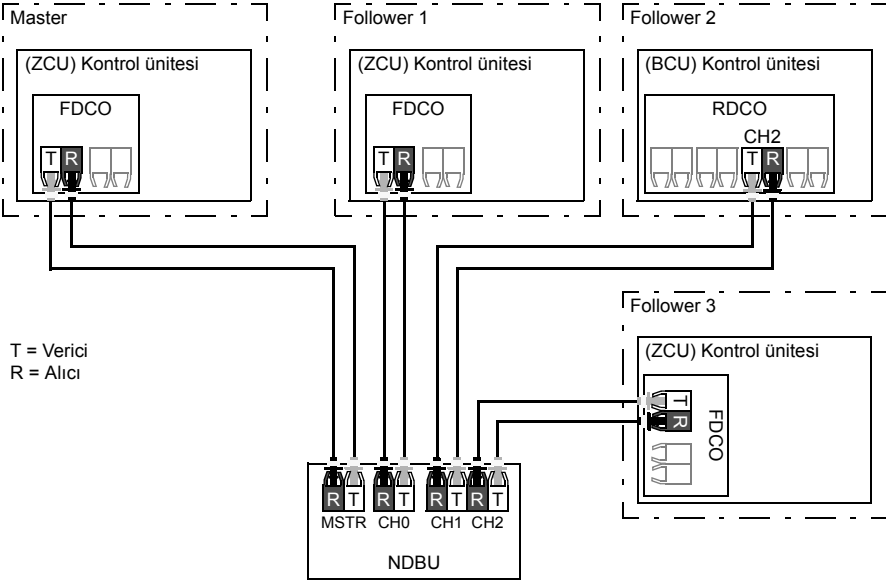 Master
(ZCU) Kontrol ünitesi
FDCO
T R
Follower 1
(ZCU) Kontrol ünitesi
FDCO
T R
Follower 2
(BCU) Kontrol ünitesi
RDCO
CH2
T R
Follower 3
(ZCU) Kontrol ünitesi
T
R
FDCO
T = Verici
R = Alıcı
R T R T R T R T
MSTR CH0 CH1 CH2
NDBU